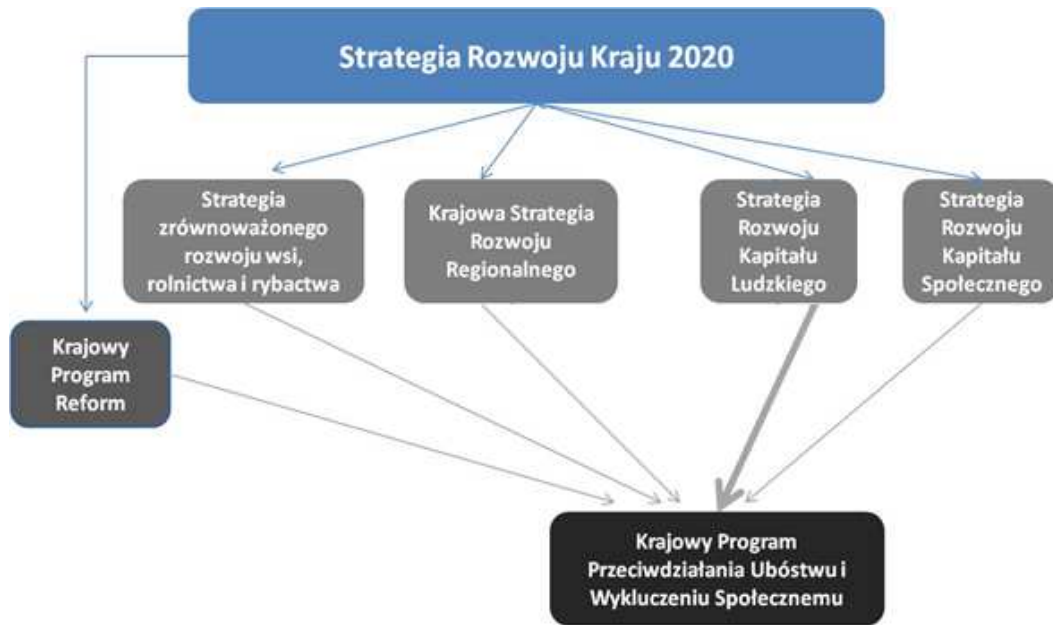 Strategia Rozwoju Kraju 2020
Strategia
zrównoważonego
rozwoju wsi,
rolnictwa i rybactwa
Krajowa Strategia
Rozwoju
Regionalnego
Strategia
Rozwoju
Kapitału
Ludzkiego
Strategia
Rozwoju
Kapitału
Społecznego
Krajowy
Program
Reform
Krajowy Program
Przeciwdziałania Ubóstwu i
Wykluczeniu Społecznemu